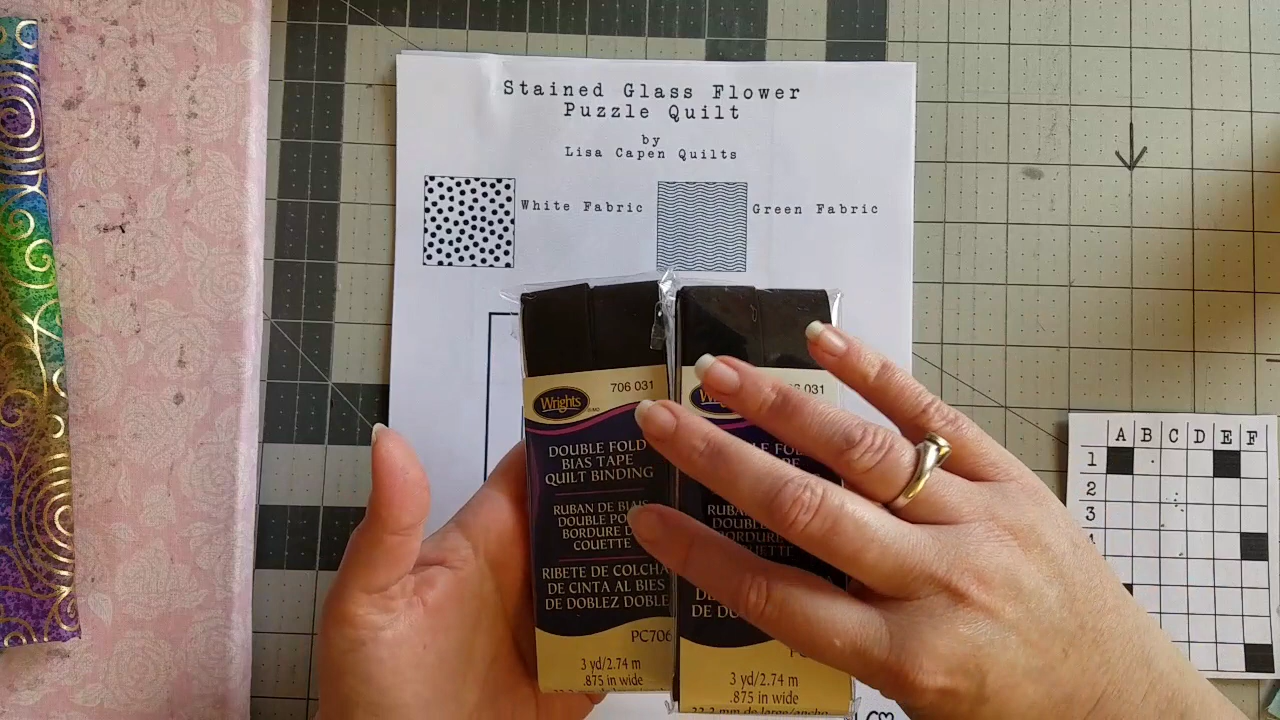 Stained Glass Flower
Puzzle Quilt
by
Lisa Capen Quilts
White Fabric
Green Fabric
706 031
Wrights
DOUBLE FOLD
BIAS TAPE
QUILT BINDING
RUBAN DE BIAIS
DOUBLE
BORDURE
COUETTE
RIBETE DE COLCHA
DE CINTA AL BIES
DE DOBLEZ DOBLE
PC706
3 yd/2.74 m
.875 in wide
031
DE
3 yd/2.74 m
.875 in wide
A B C D E F
1
2
3